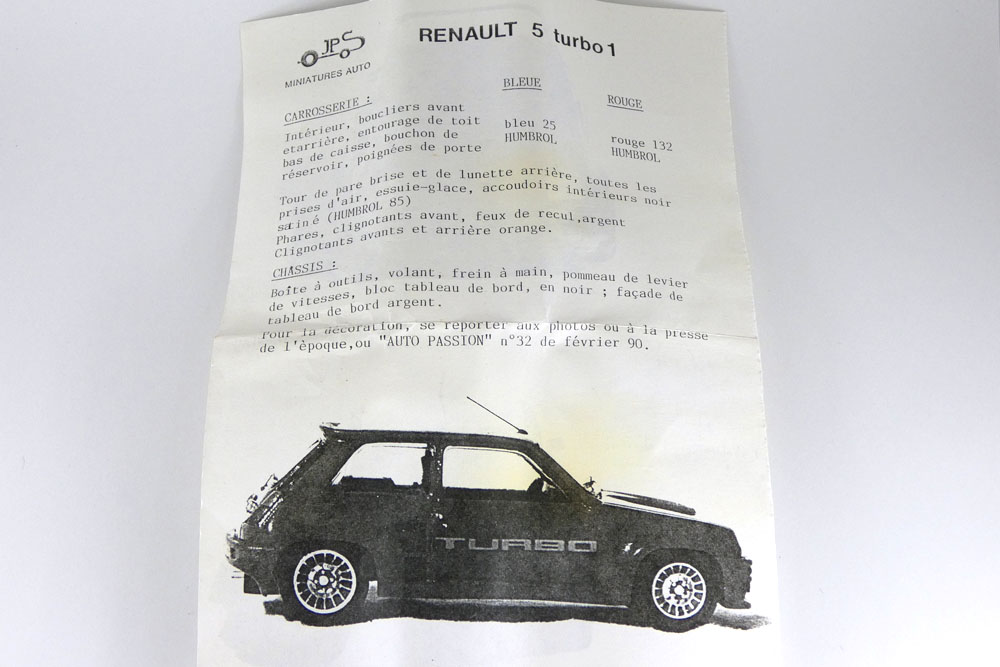 JPS
MINIATURES AUTO
RENAULT 5 turbo 1
BLEUE
ROUGE
CARROSSERIE :
Intérieur, boucliers avant
etarrière, entourage de toit
bas de caisse, bouchon de
réservoir, poignées de porte
bleu 25
HUMBROL
rouge 132
HUMBROL
Tour de pare brise et de lunette arrière, toutes les
prises d'air, essuie-glace, accoudoirs intérieurs noir
satiné (HUMBROL 85)
Phares, clignotants avant, feux de recul,argent
Clignotants avants et arrière orange.
CHASSIS :
Boîte à outils, volant, frein à main, pommeau de levier
de vitesses, bloc tableau de bord, en noir ; façade de
tableau de bord argent.
Pour la décoration, se reporter aux photos ou à la presse
de l'èpoque,ou "AUTO PASSION" n°32 de février 90.
TURBO